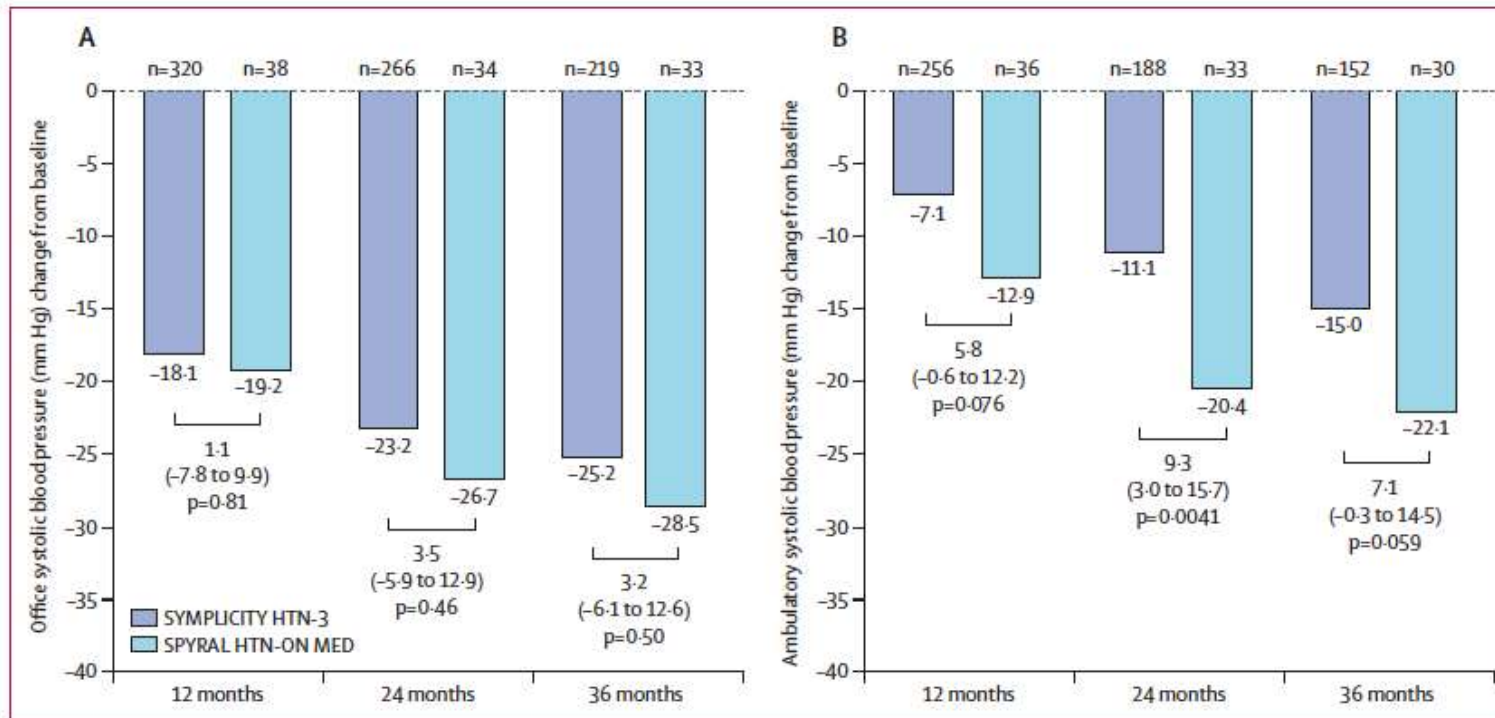 A
n=320 n=38 n=266 n=34 n=219 n=33
Office systolic blood pressure (mm Hg) change from baseline
0
–5
–10
–15
–20
–25
–30
–35
–40
–18·1
–19·2
1·1
(–7·8 to 9·9)
p=0·81
–23·2
–26·7
3·5
(–5·9 to 12·9)
p=0·46
–25·2
–28·5
3·2
(–6·1 to 12·6)
p=0·50
SYMPLICITY HTN-3
SPYRAL HTN-ON MED
12 months 24 months 36 months
B
n=256 n=36 n=188 n=33 n=152 n=30
Ambulatory systolic blood pressure (mm Hg) change from baseline
0
–5
–10
–15
–20
–25
–30
–35
–40
–7·1
–12·9
5·8
(–0·6 to 12·2)
p=0·076
–11·1
–20·4
9·3
(3·0 to 15·7)
p=0·0041
–15·0
–22·1
7·1
(–0·3 to 14·5)
p=0·059
12 months 24 months 36 months